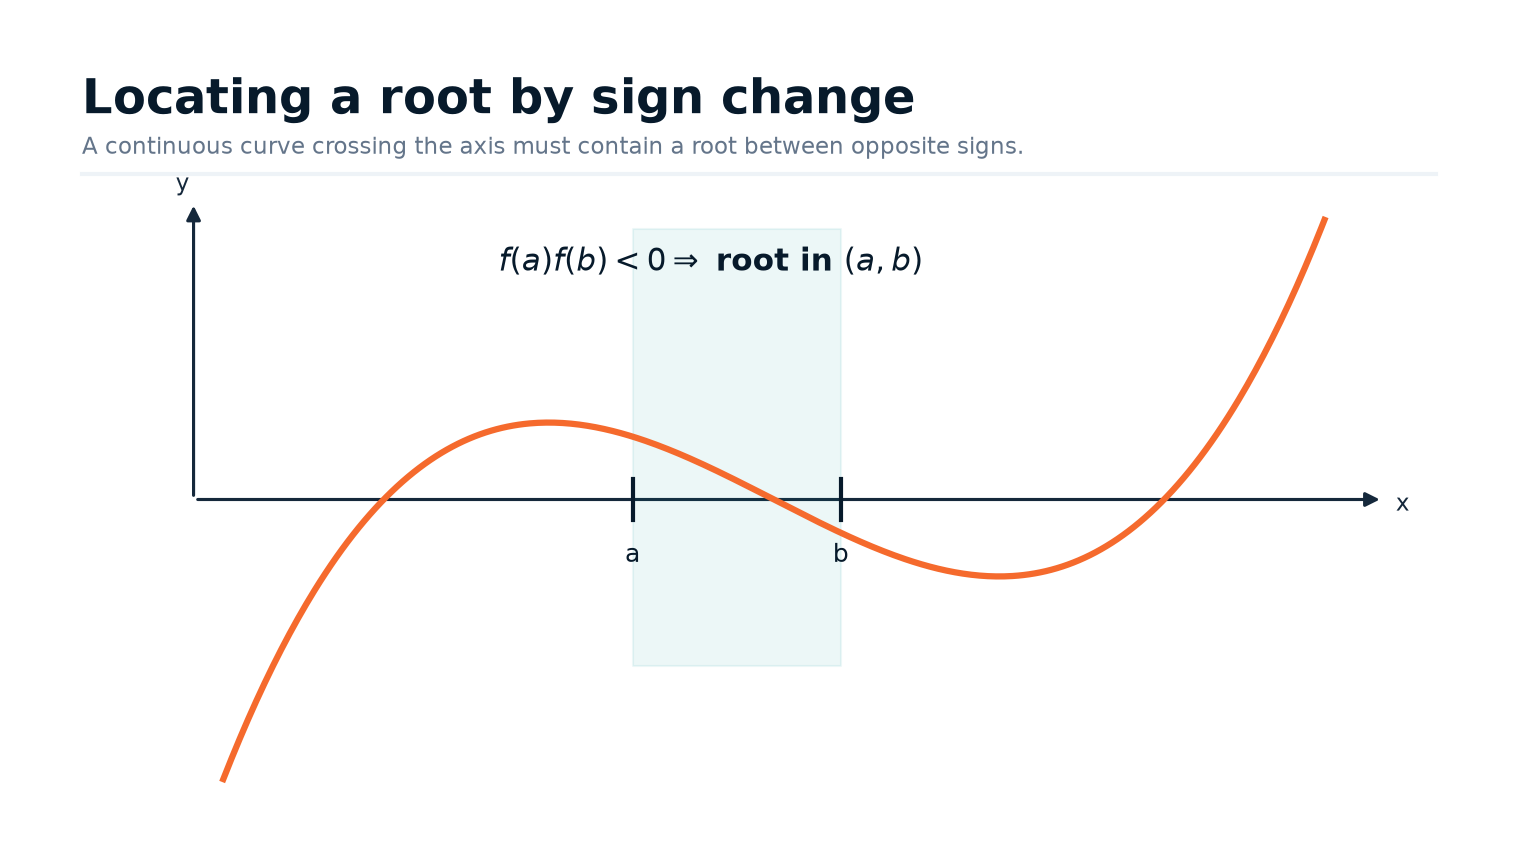 Locating a root by sign change
A continuous curve crossing the axis must contain a root between opposite signs.
y
f(a)f(b) < 0 ⇒ root in (a, b)
x
a
b